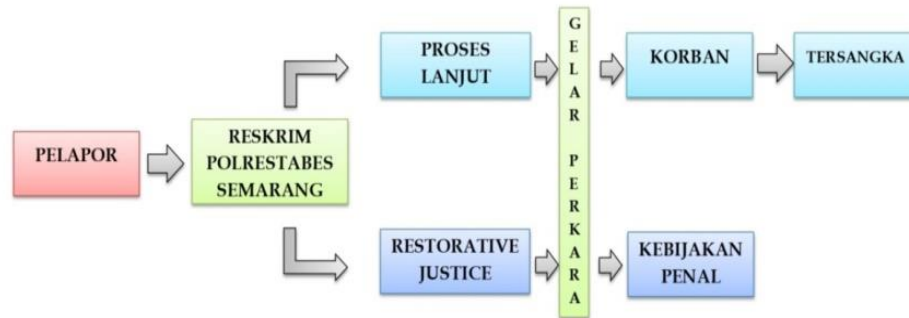 PELAPOR
RESKRIM
POLRESTABES
SEMARANG
PROSES
LANJUT
RESTORATIVE
JUSTICE
GELAR PERKARA
KORBAN
TERSANGKA
KEBIJAKAN
PENAL